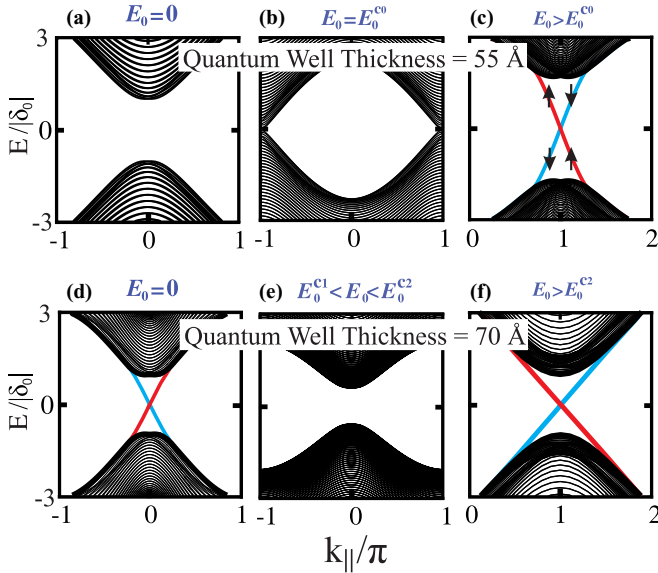 (a) E₀=0 (b) E₀=E₀ᶜ⁰ (c) E₀>E₀ᶜ⁰
3
Quantum Well Thickness = 55 Å
E/|δ₀|
0
-3
-1 0 1 -1 0 1 0 1 2
(d) E₀=0 (e) E₀ᶜ¹<E₀<E₀ᶜ² (f) E₀>E₀ᶜ²
3
Quantum Well Thickness = 70 Å
E/|δ₀|
0
-3
-1 0 1 -1 0 1 0 1 2
k||/π